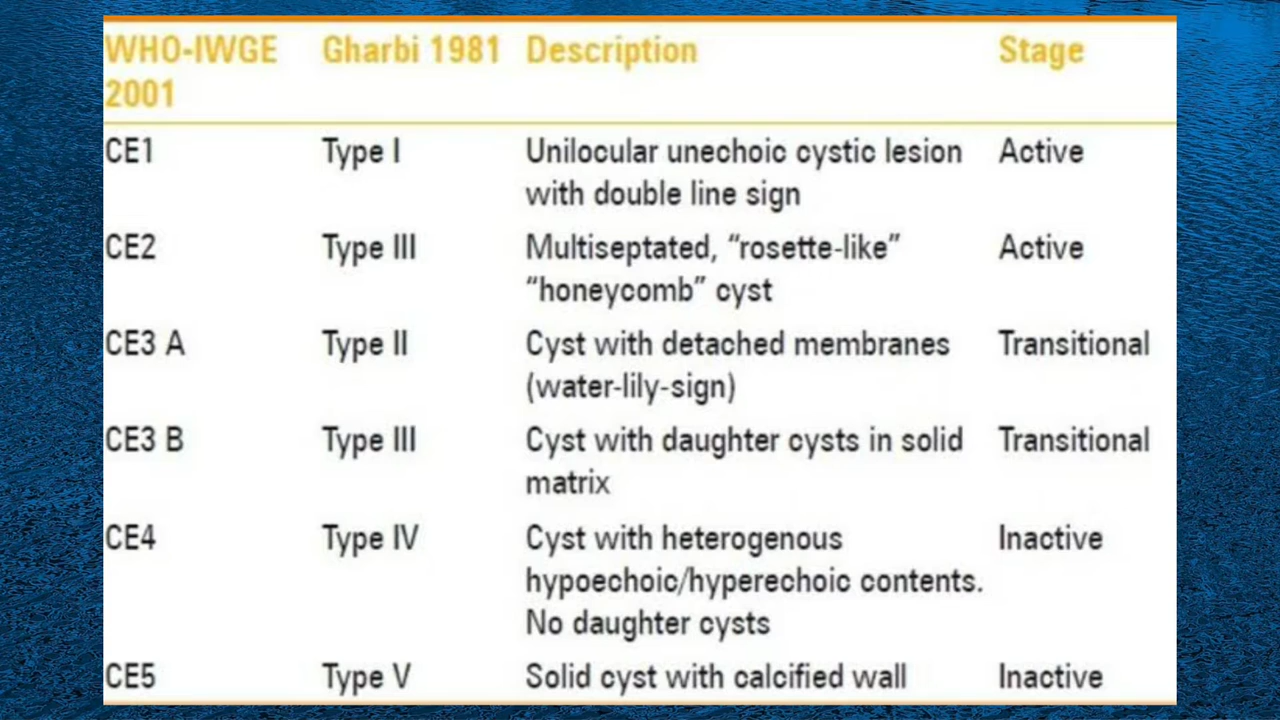 WHO-IWGE Gharbi 1981 Description Stage
2001
CE1 Type I Unilocular unechoic cystic lesion Active
with double line sign
CE2 Type III Multiseptated, “rosette-like” Active
“honeycomb” cyst
CE3 A Type II Cyst with detached membranes Transitional
(water-lily-sign)
CE3 B Type III Cyst with daughter cysts in solid Transitional
matrix
CE4 Type IV Cyst with heterogenous Inactive
hypoechoic/hyperechoic contents.
No daughter cysts
CE5 Type V Solid cyst with calcified wall Inactive